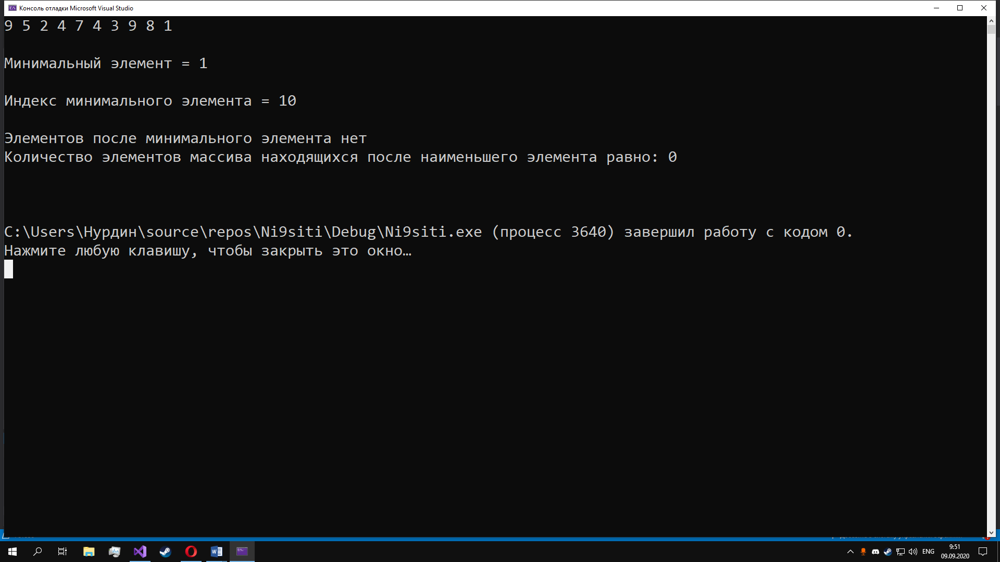 Консоль отладки Microsoft Visual Studio
9 5 2 4 7 4 3 9 8 1
Минимальный элемент = 1
Индекс минимального элемента = 10
Элементов после минимального элемента нет
Количество элементов массива находящихся после наименьшего элемента равно: 0
C:\Users\Нурдин\source\repos\Ni9siti\Debug\Ni9siti.exe (процесс 3640) завершил работу с кодом 0.
Нажмите любую клавишу, чтобы закрыть это окно…
ENG
9:51
09.09.2020